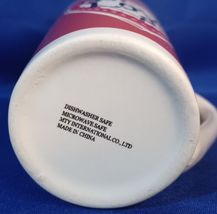 DISHWASHER SAFE
MICROWAVE-SAFE
MTY INTERNATIONAL CO., LTD
MADE IN CHINA